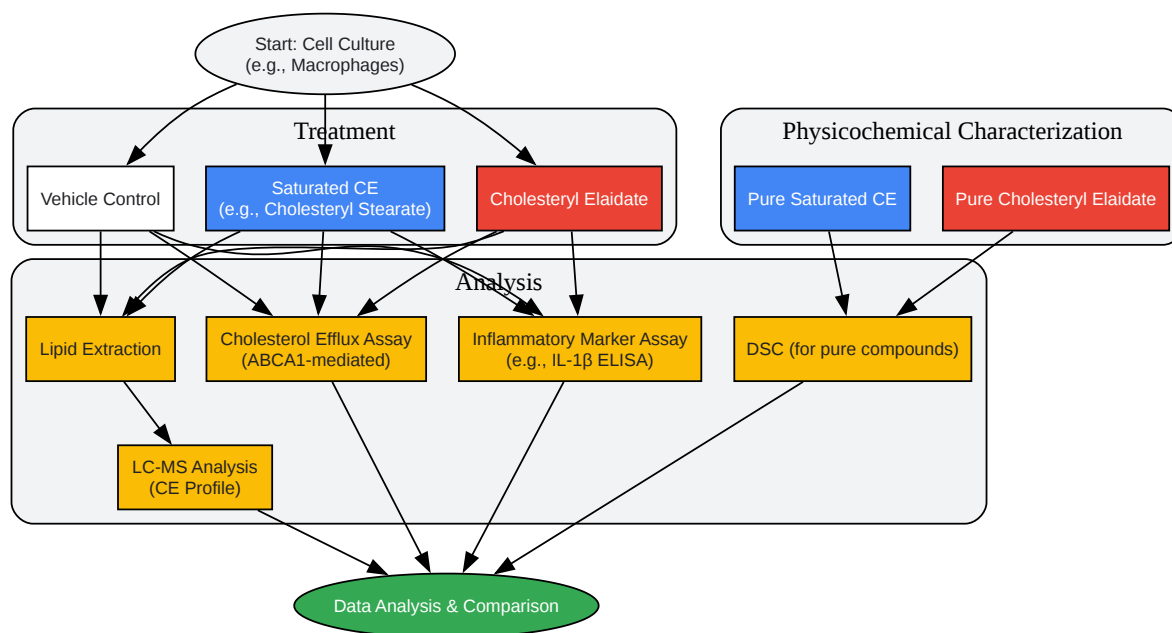 Start: Cell Culture
(e.g., Macrophages)
Treatment
Physicochemical Characterization
Vehicle Control
Saturated CE
(e.g., Cholesteryl Stearate)
Cholesteryl Elaidate
Pure Saturated CE
Pure Cholesteryl Elaidate
Analysis
Lipid Extraction
Cholesterol Efflux Assay
(ABCA1-mediated)
Inflammatory Marker Assay
(e.g., IL-1β ELISA)
DSC (for pure compounds)
LC-MS Analysis
(CE Profile)
Data Analysis & Comparison